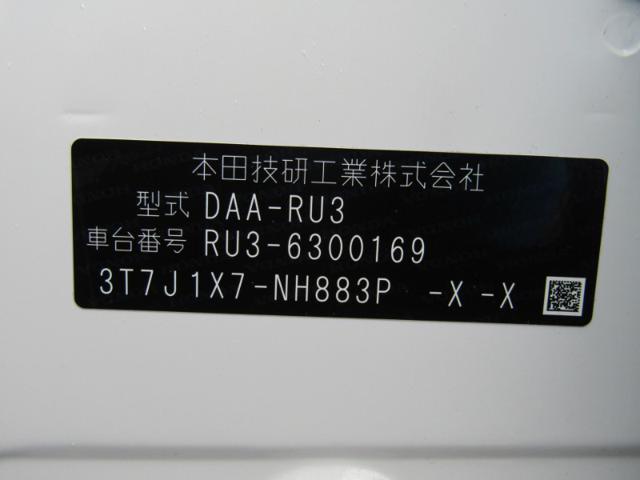 本田技研工業株式会社
型式 DAA-RU3
車台番号 RU3-6300169
3T7J1X7-NH883P -X -X